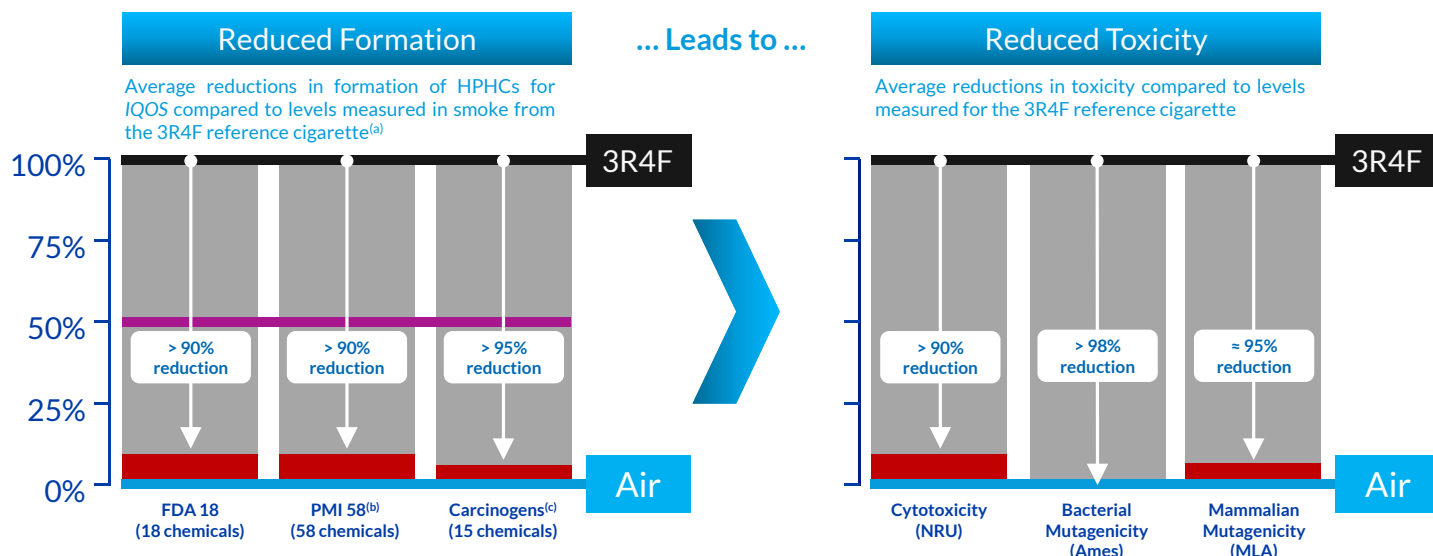 Reduced Formation
... Leads to ...
Reduced Toxicity
Average reductions in formation of HPHCs for
IQOS compared to levels measured in smoke from
the 3R4F reference cigarette(a)
Average reductions in toxicity compared to levels
measured for the 3R4F reference cigarette
100%
75%
50%
25%
0%
3R4F
> 90%
reduction
> 90%
reduction
> 95%
reduction
Air
FDA 18
(18 chemicals)
PMI 58(b)
(58 chemicals)
Carcinogens(c)
(15 chemicals)
3R4F
> 90%
reduction
> 98%
reduction
≈ 95%
reduction
Air
Cytotoxicity
(NRU)
Bacterial
Mutagenicity
(Ames)
Mammalian
Mutagenicity
(MLA)